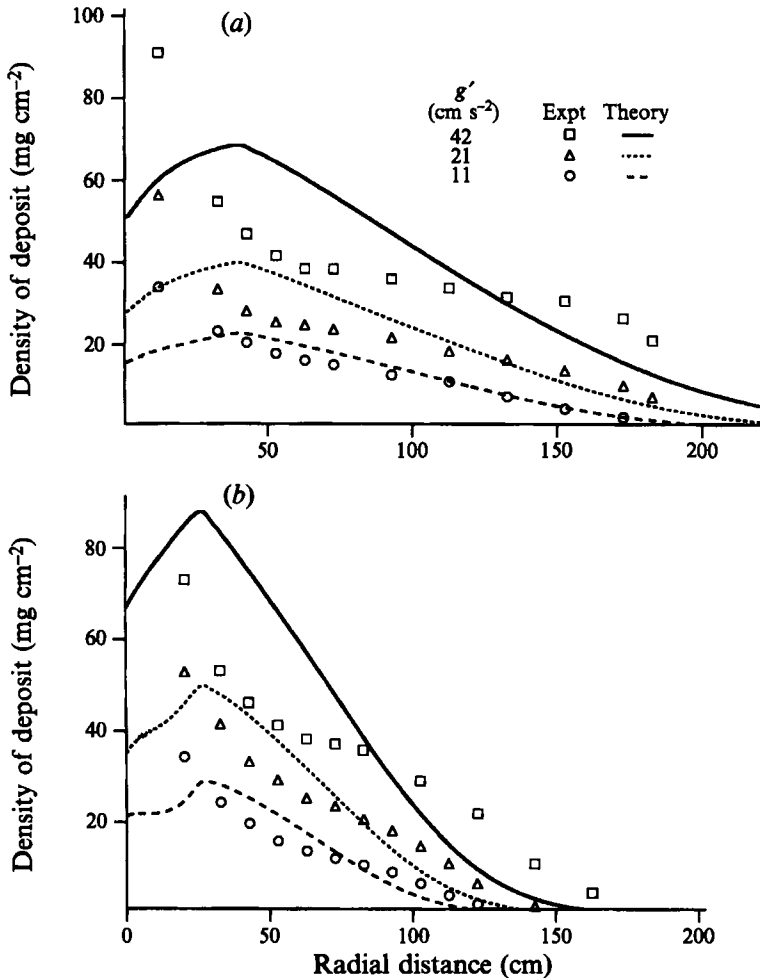 (a)
g′
(cm s⁻²) Expt Theory
42
21
11
Density of deposit (mg cm⁻²)
100
80
60
40
20
50 100 150 200
(b)
Density of deposit (mg cm⁻²)
80
60
40
20
0 50 100 150 200
Radial distance (cm)